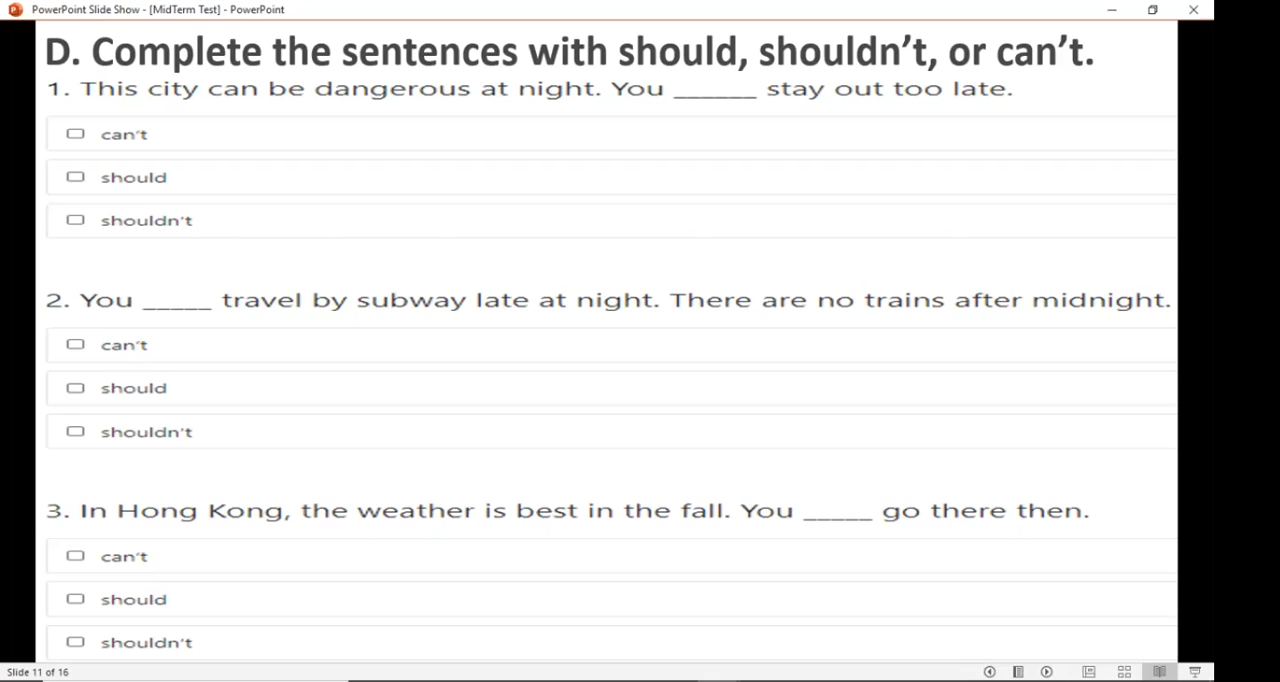 PowerPoint Slide Show - [MidTerm Test] - PowerPoint
D. Complete the sentences with should, shouldn’t, or can’t.
1. This city can be dangerous at night. You ______ stay out too late.
can't
should
shouldn't
2. You _____ travel by subway late at night. There are no trains after midnight.
can't
should
shouldn't
3. In Hong Kong, the weather is best in the fall. You _____ go there then.
can't
should
shouldn't
Slide 11 of 16